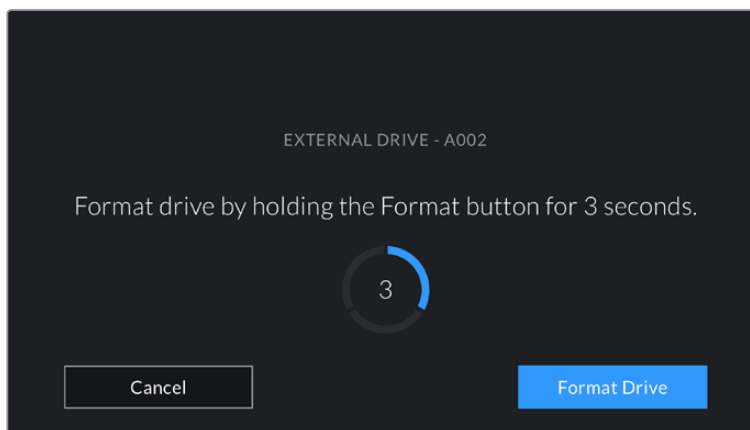 EXTERNAL DRIVE - A002
Format drive by holding the Format button for 3 seconds.
3
Cancel
Format Drive